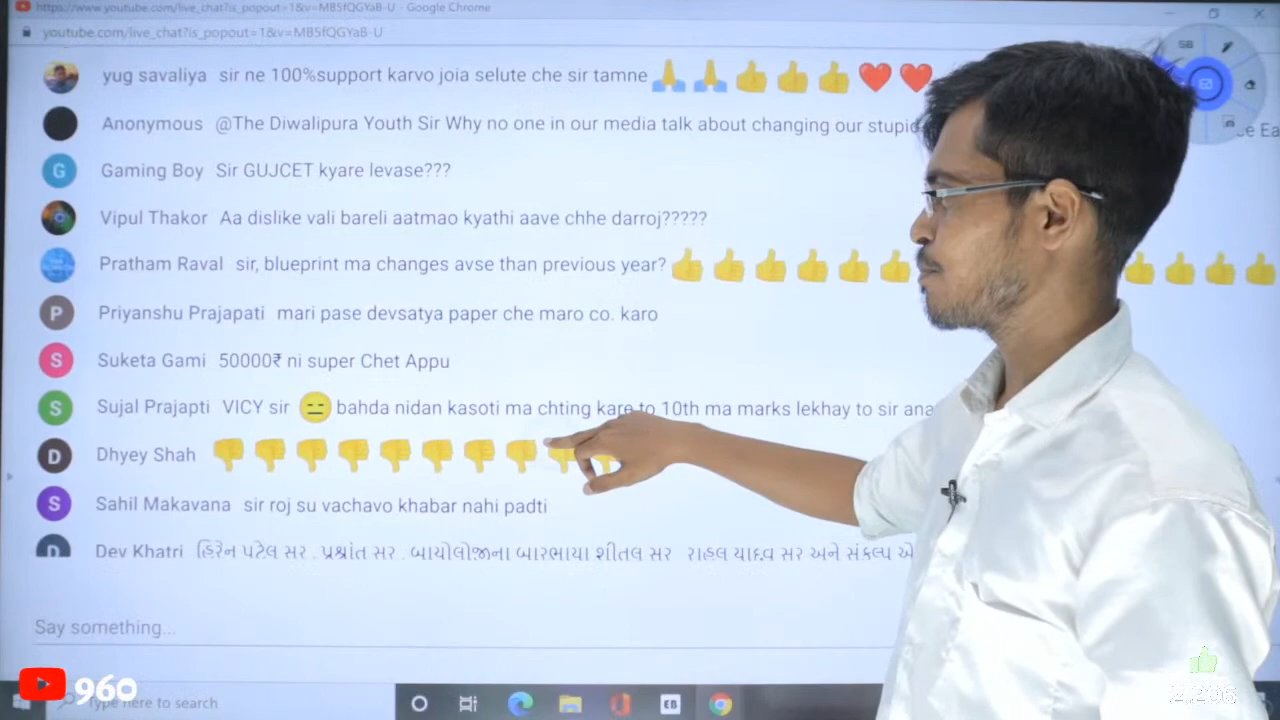 https://www.youtube.com/live_chat?is_popout=1&v=MB5fQGYaB-U - Google Chrome
youtube.com/live_chat?is_popout=1&v=MB5fQGYaB-U
SB
yug savaliya sir ne 100%support karvo joia selute che sir tamne 🙏🙏👍👍👍❤️❤️
Anonymous @The Diwalipura Youth Sir Why no one in our media talk about changing our stupid
G Gaming Boy Sir GUJCET kyare levase???
Vipul Thakor Aa dislike vali bareli aatmao kyathi aave chhe darroj?????
Pratham Raval sir, blueprint ma changes avse than previous year? 👍👍👍👍👍👍 👍👍👍👍
P Priyanshu Prajapati mari pase devsatya paper che maro co. karo
S Suketa Gami 50000₹ ni super Chet Appu
S Sujal Prajapti VICY sir 😑 bahda nidan kasoti ma chting kare to 10th ma marks lekhay to sir ana
D Dhyey Shah 👎👎👎👎👎👎👎👎👎👎
S Sahil Makavana sir roj su vachavo khabar nahi padti
D Dev Khatri હિરેન પટેલ સર . પ્રશાંત સર . બાયોલોજીના બારભાયા શીતલ સર રાહુલ યાદવ સર અને સંકલ્પ એ
Say something...
960
Type here to search
EB
2,206